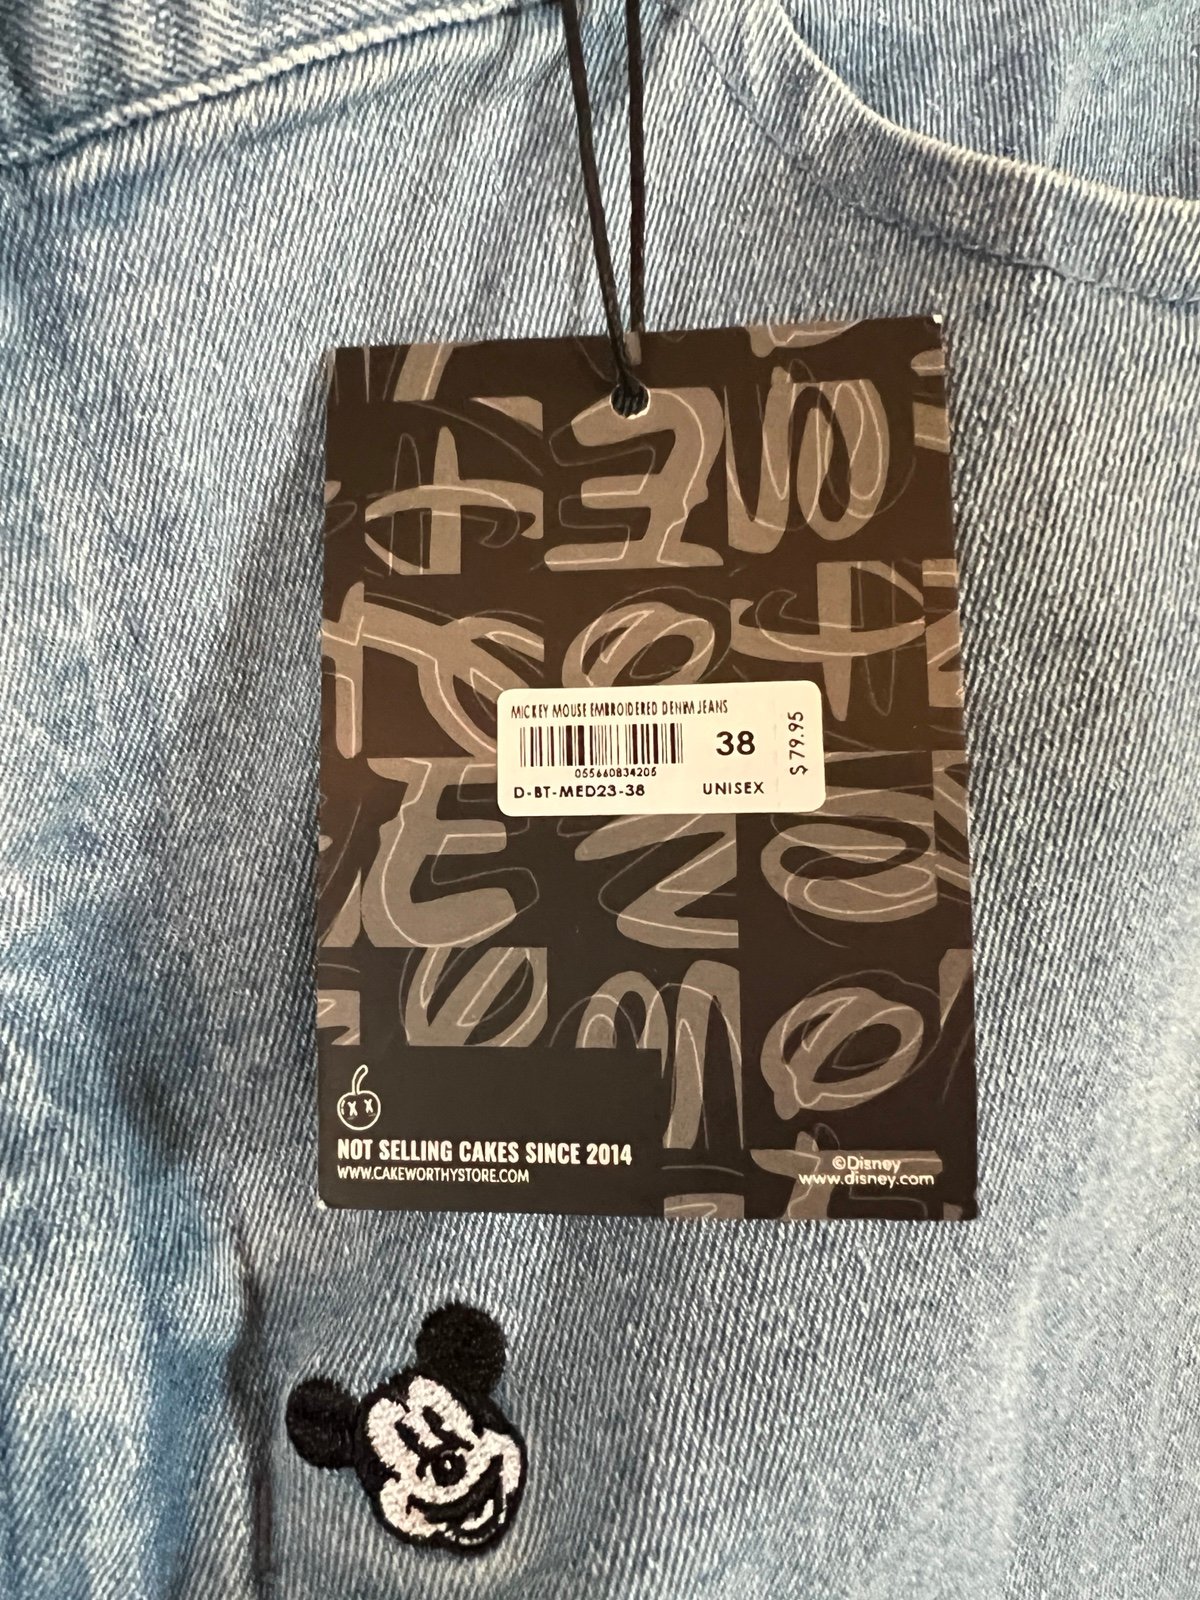 MICKEY MOUSE EMBROIDERED DENIM JEANS
055660834205
38
$79.95
D-BT-MED23-38
UNISEX
NOT SELLING CAKES SINCE 2014
WWW.CAKEWORTHYSTORE.COM
©Disney
www.disney.com